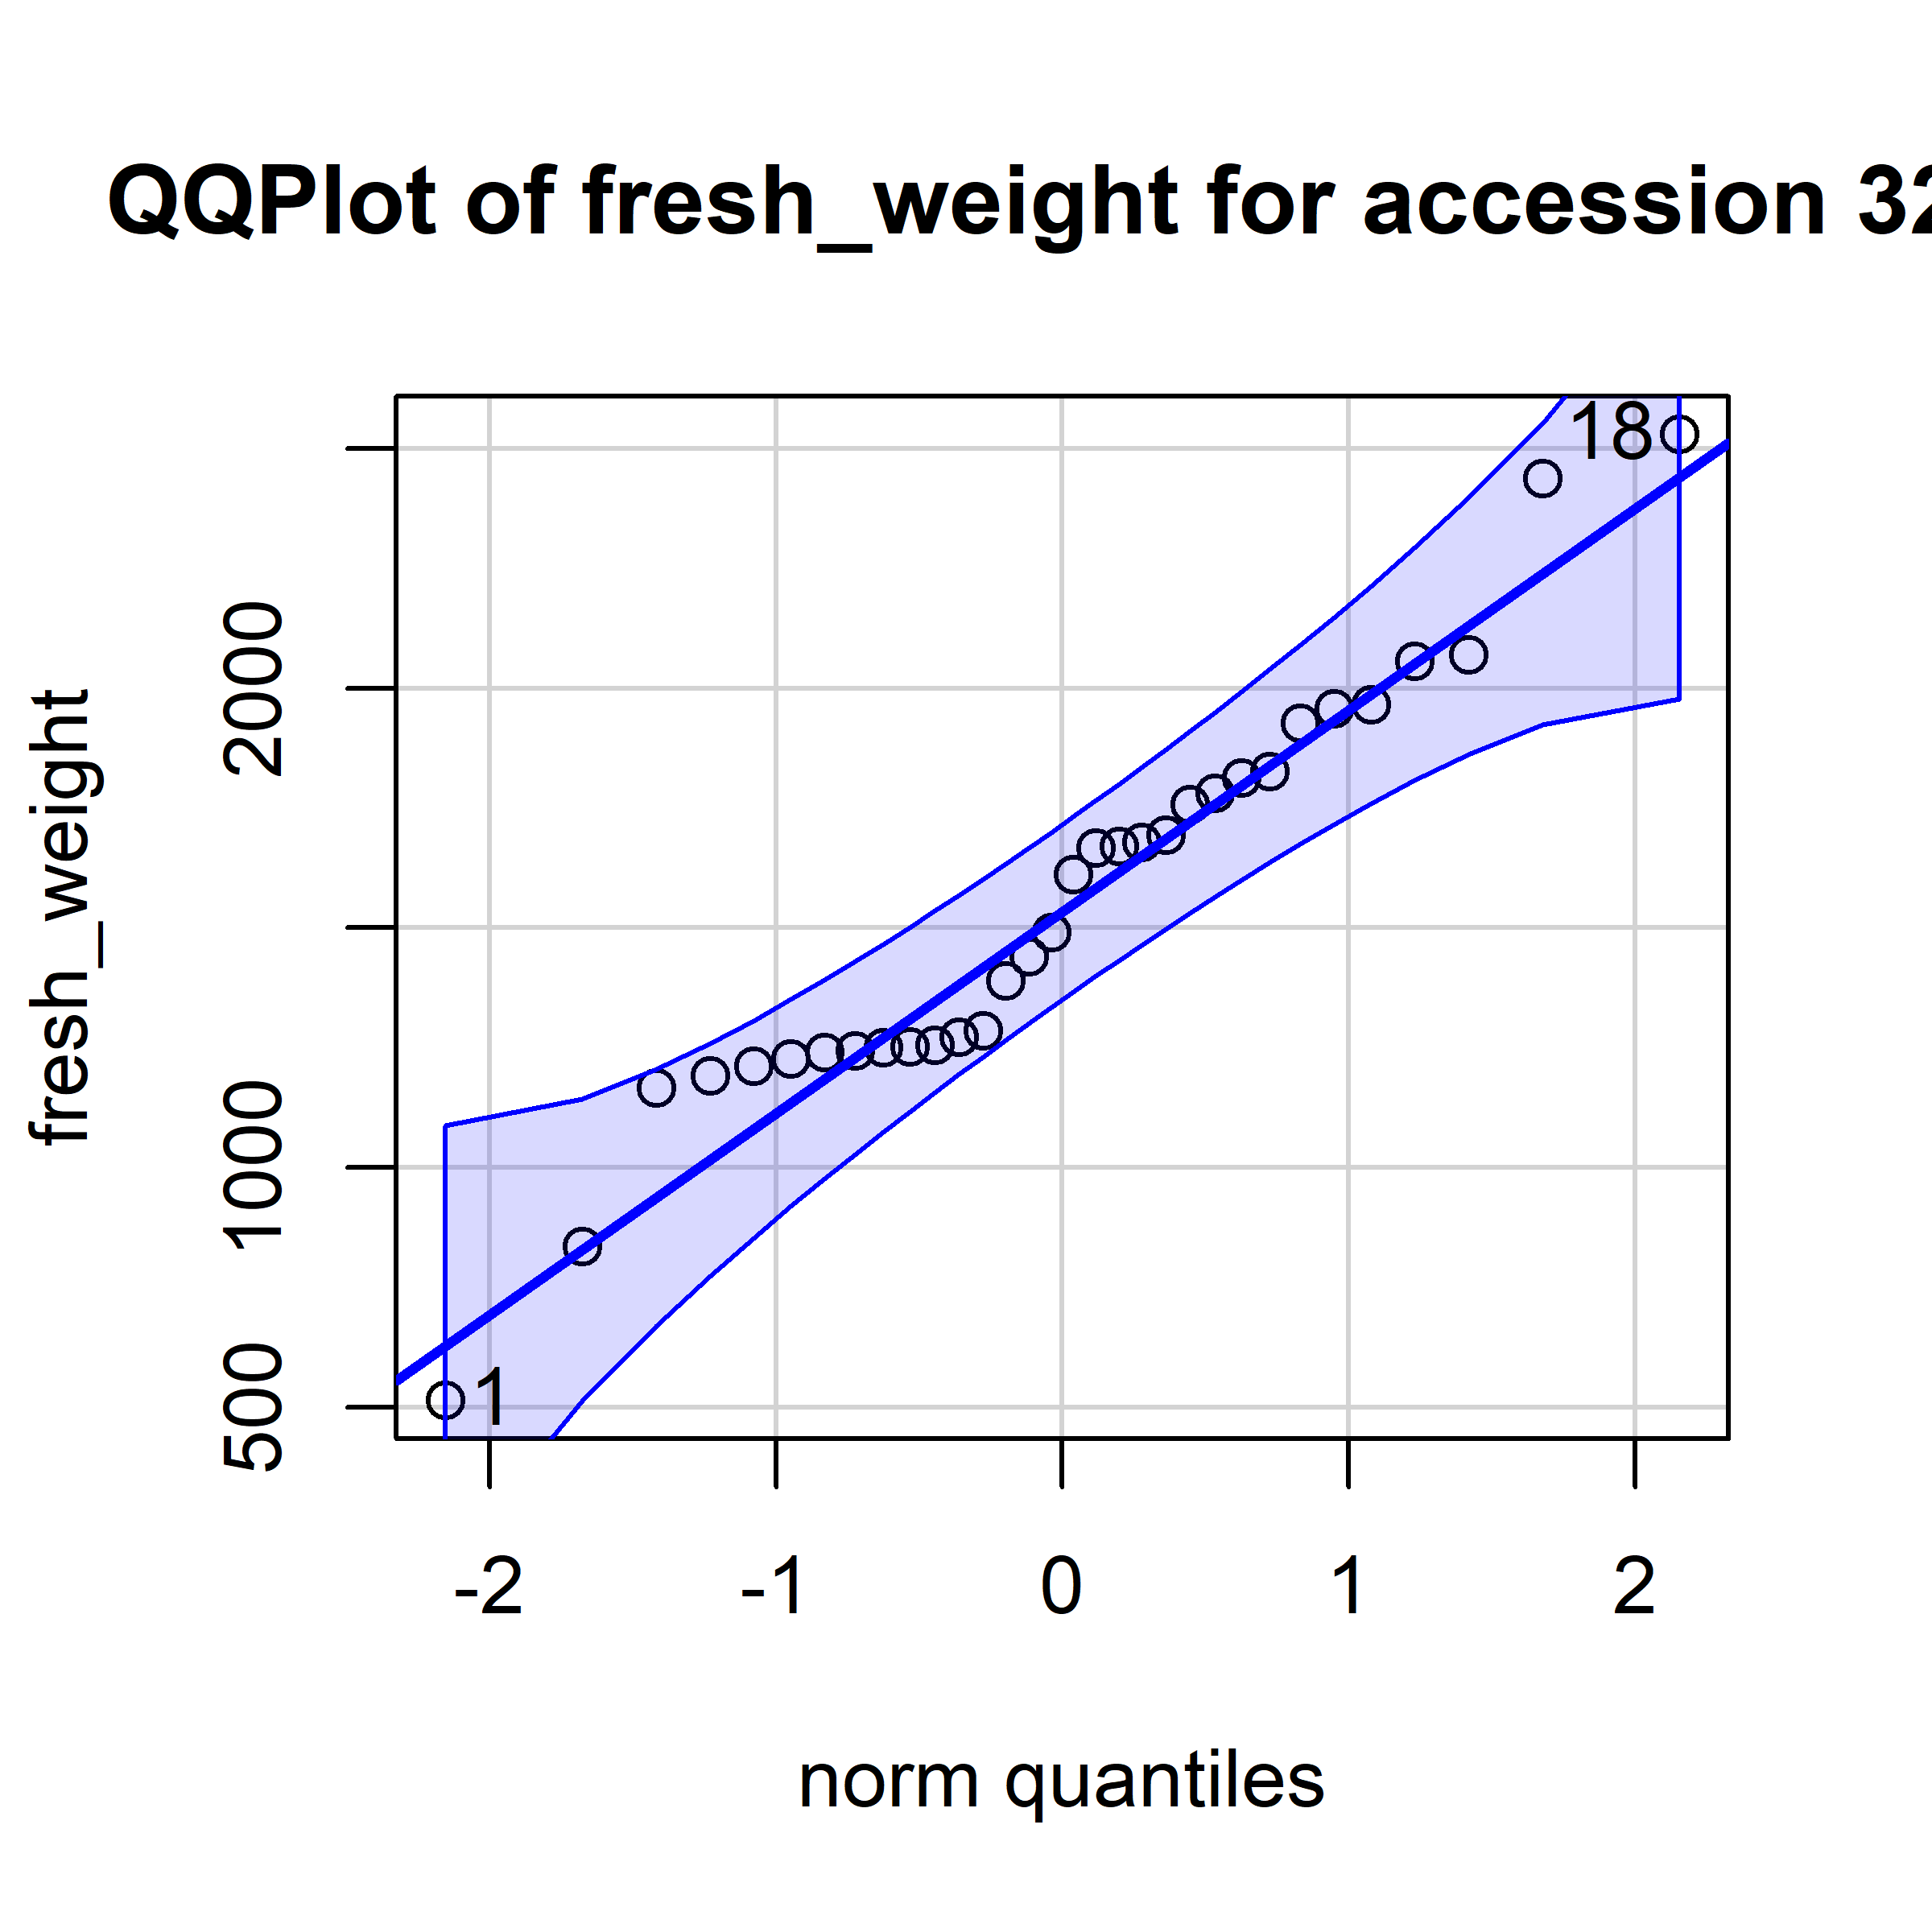 QQPlot of fresh_weight for accession 32
fresh_weight
2000
1000
500
18
1
-2 -1 0 1 2
norm quantiles